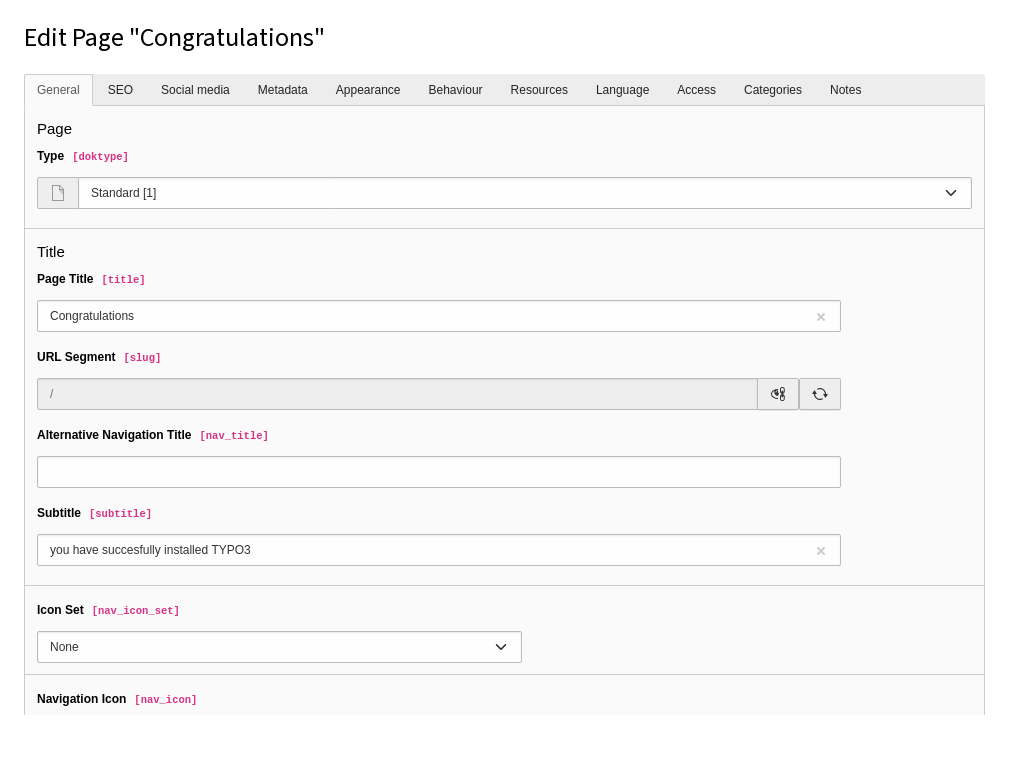 Edit Page "Congratulations"
General SEO Social media Metadata Appearance Behaviour Resources Language Access Categories Notes
Page
Type [doktype]
Standard [1]
Title
Page Title [title]
Congratulations
URL Segment [slug]
/
Alternative Navigation Title [nav_title]
Subtitle [subtitle]
you have succesfully installed TYPO3
Icon Set [nav_icon_set]
None
Navigation Icon [nav_icon]